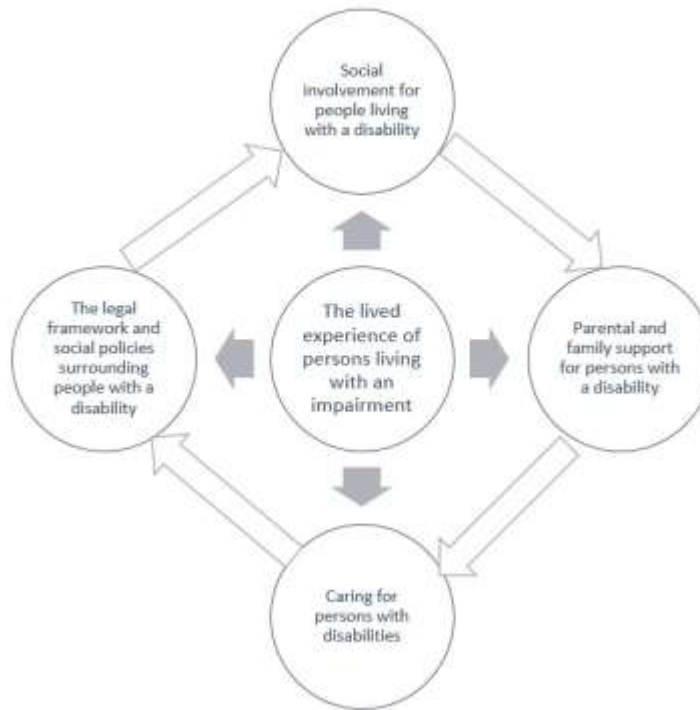 Social
involvement for
people living
with a disability
The legal
framework and
social policies
surrounding
people with a
disability
The lived
experience of
persons living
with an
impairment
Parental and
family support
for persons with
a disability
Caring for
persons with
disabilities